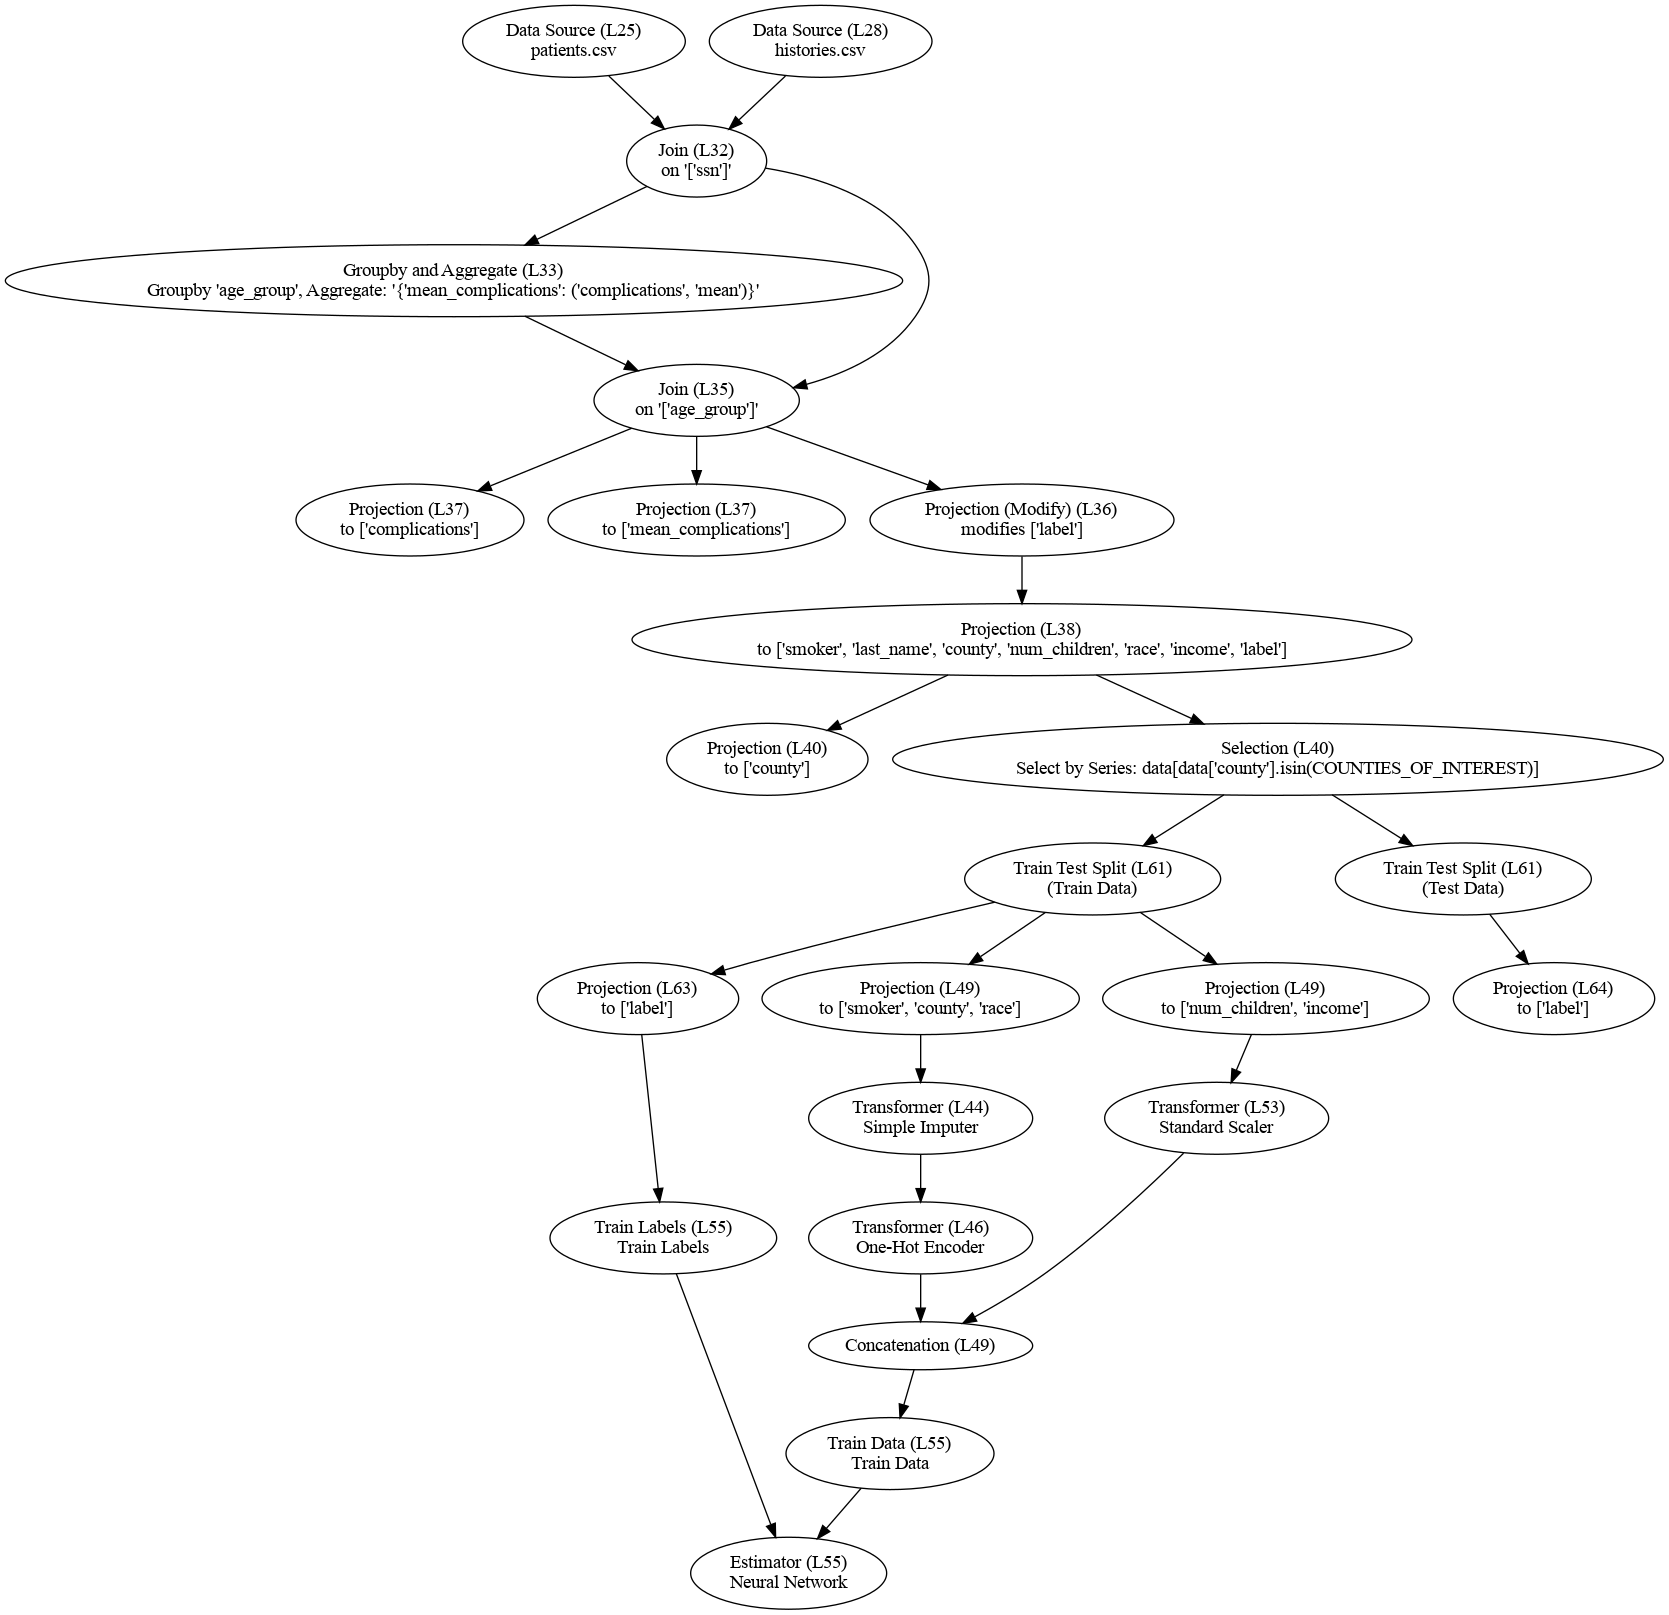 Data Source (L25)
patients.csv
Data Source (L28)
histories.csv
Join (L32)
on '['ssn']'
Groupby and Aggregate (L33)
Groupby 'age_group', Aggregate: '{'mean_complications': ('complications', 'mean')}'
Join (L35)
on '['age_group']'
Projection (L37)
to ['complications']
Projection (L37)
to ['mean_complications']
Projection (Modify) (L36)
modifies ['label']
Projection (L38)
to ['smoker', 'last_name', 'county', 'num_children', 'race', 'income', 'label']
Projection (L40)
to ['county']
Selection (L40)
Select by Series: data[data['county'].isin(COUNTIES_OF_INTEREST)]
Train Test Split (L61)
(Train Data)
Train Test Split (L61)
(Test Data)
Projection (L63)
to ['label']
Projection (L49)
to ['smoker', 'county', 'race']
Projection (L49)
to ['num_children', 'income']
Projection (L64)
to ['label']
Transformer (L44)
Simple Imputer
Transformer (L53)
Standard Scaler
Train Labels (L55)
Train Labels
Transformer (L46)
One-Hot Encoder
Concatenation (L49)
Train Data (L55)
Train Data
Estimator (L55)
Neural Network